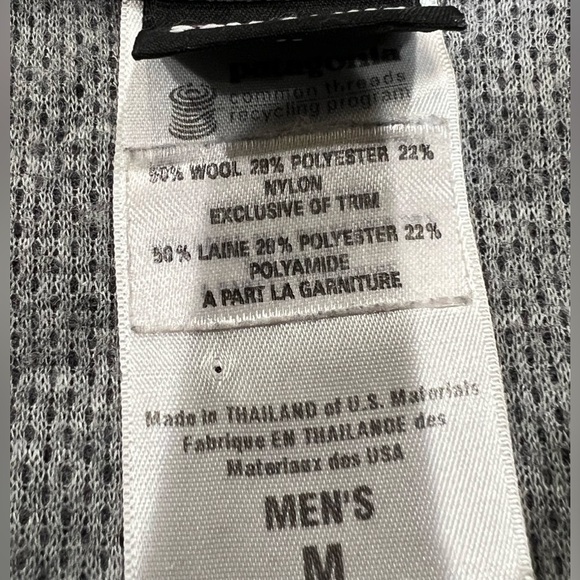 patagonia
common threads
recycling program
50% WOOL 28% POLYESTER 22%
NYLON
EXCLUSIVE OF TRIM
50% LAINE 28% POLYESTER 22%
POLYAMIDE
A PART LA GARNITURE
Made in THAILAND of U.S. Materials
Fabrique EN THAILANDE des
Materiaux des USA
MEN'S
M